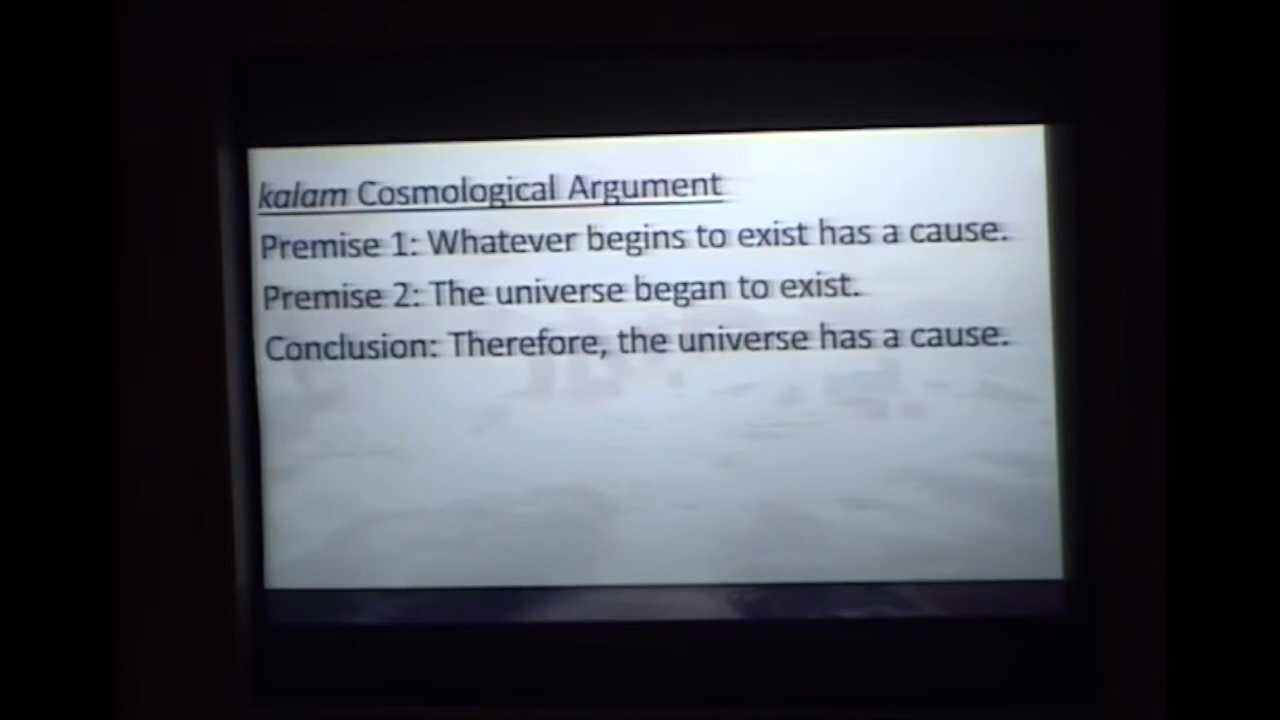 kalam Cosmological Argument
Premise 1: Whatever begins to exist has a cause.
Premise 2: The universe began to exist.
Conclusion: Therefore, the universe has a cause.